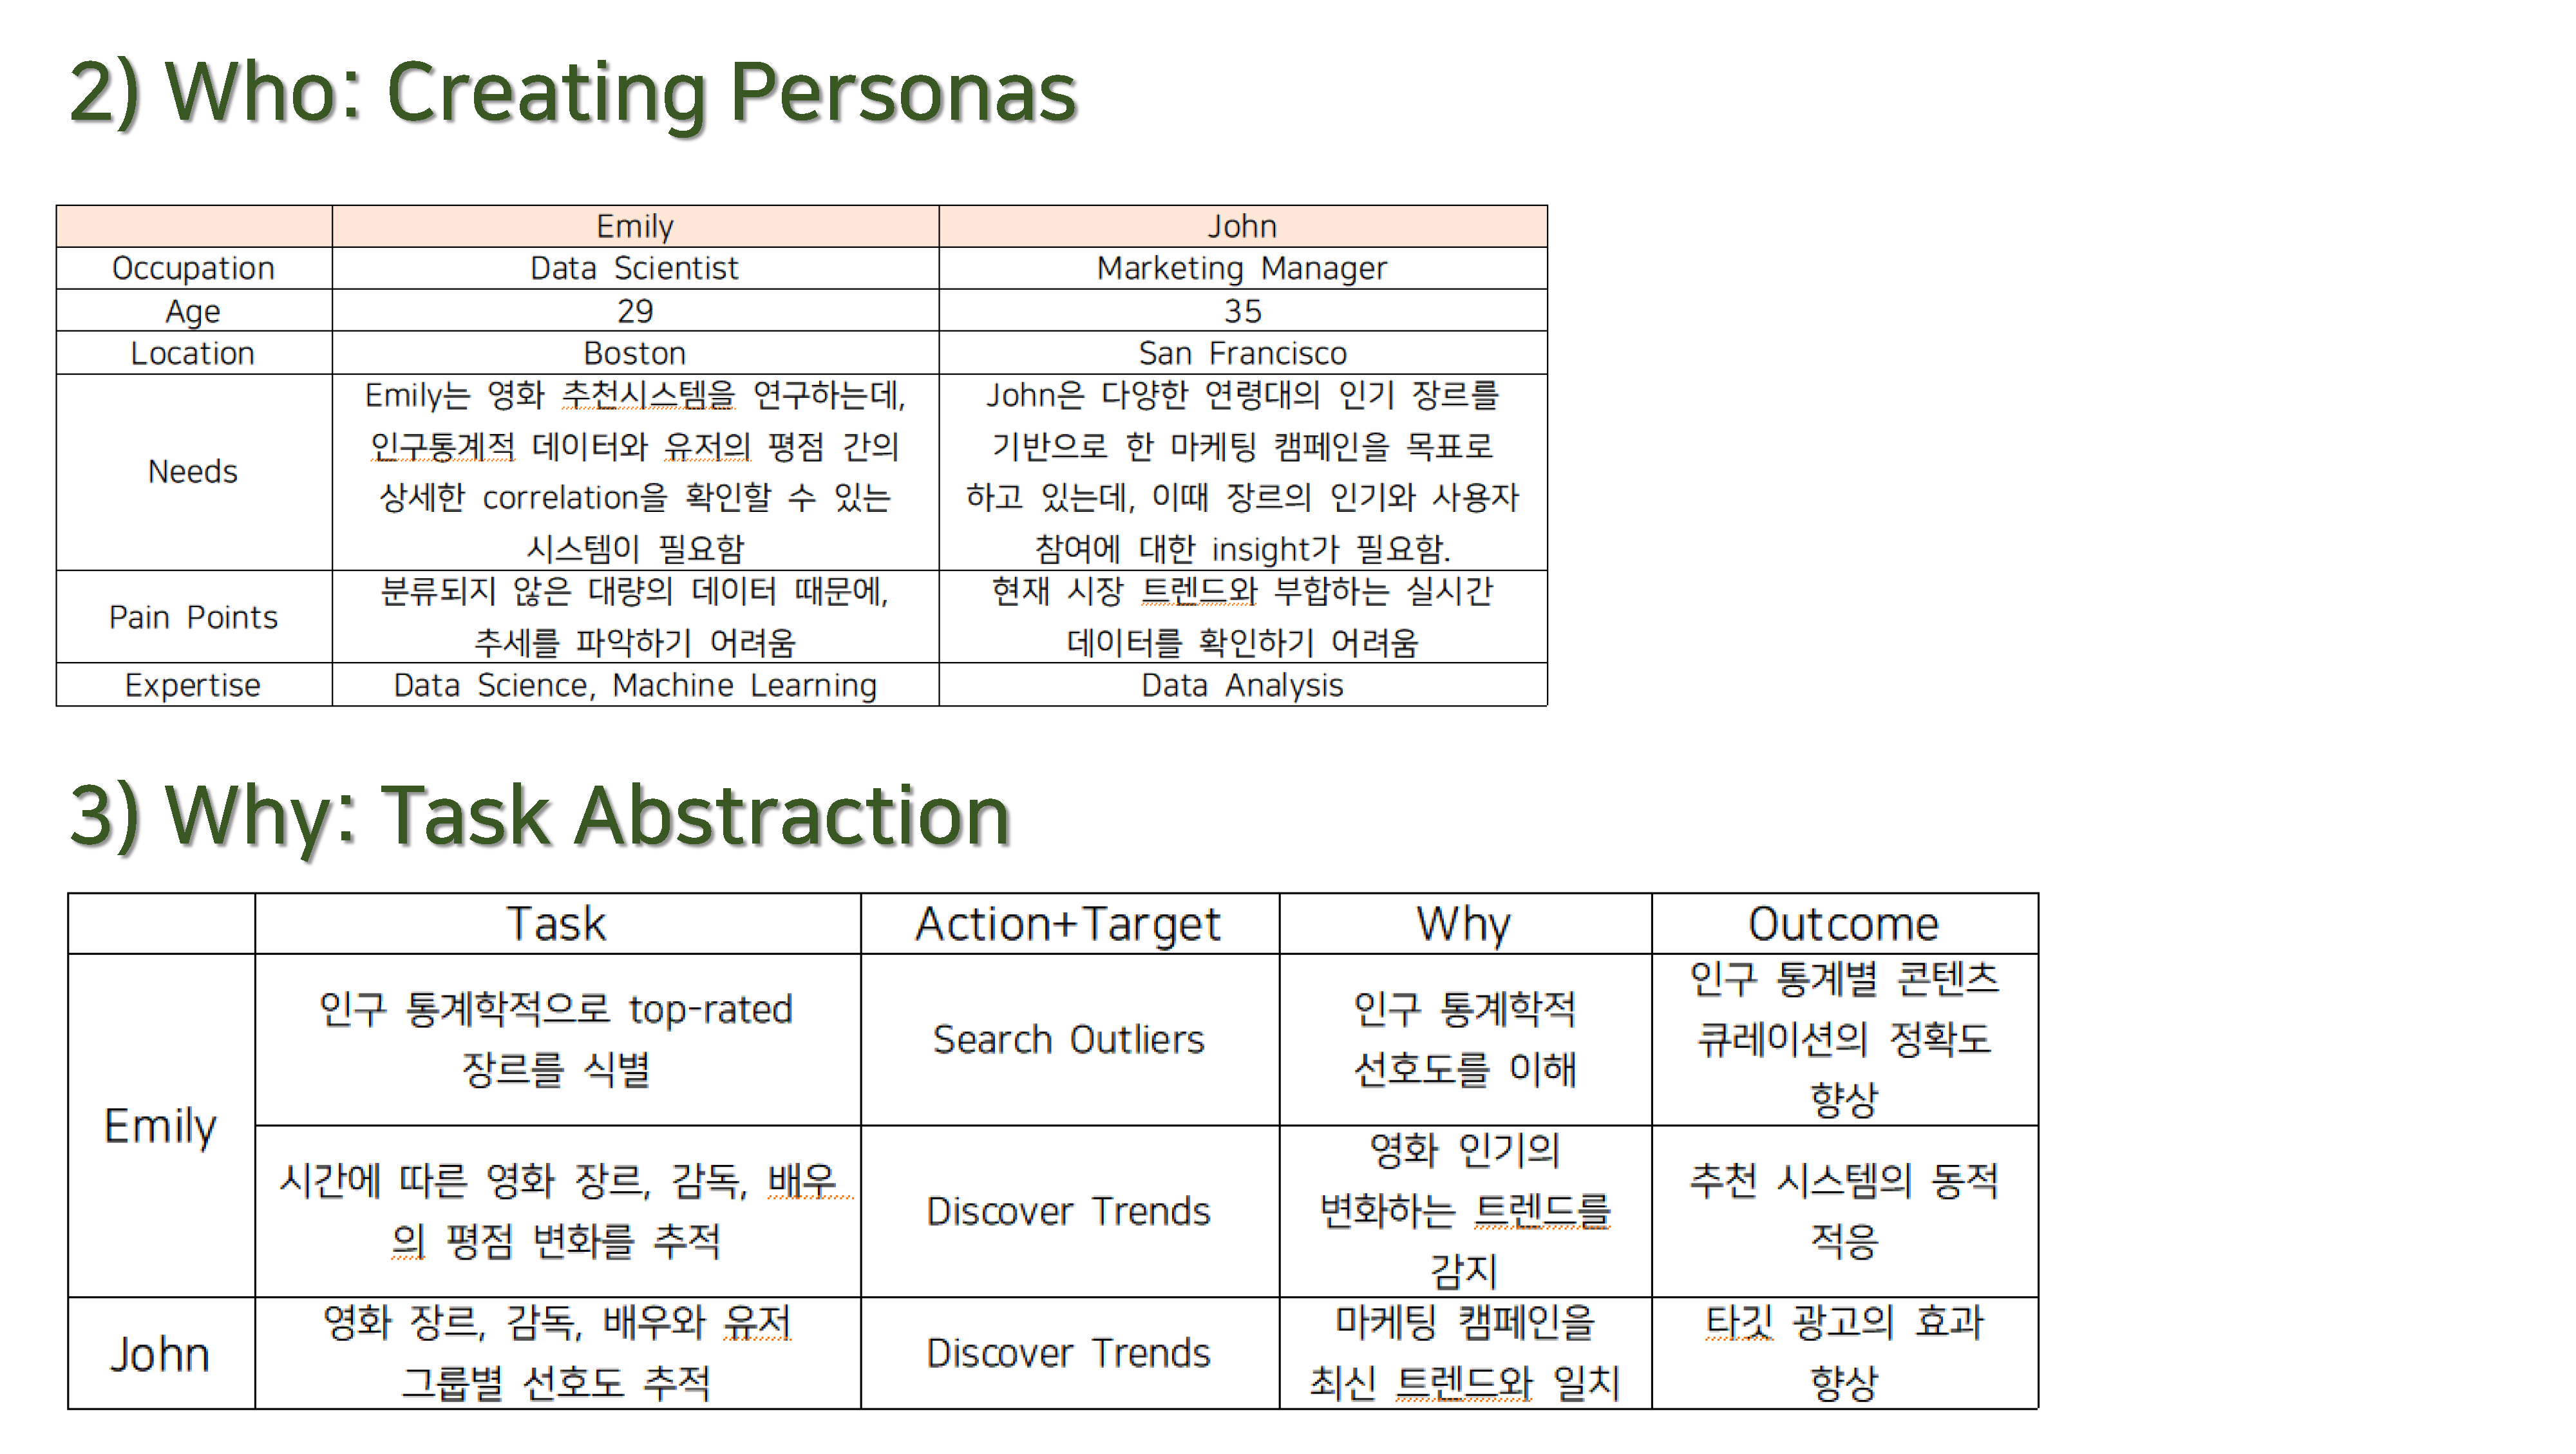 2) Who: Creating Personas
Emily John
Occupation Data Scientist Marketing Manager
Age 29 35
Location Boston San Francisco
Needs
Emily는 영화 추천시스템을 연구하는데,
인구통계적 데이터와 유저의 평점 간의
상세한 correlation을 확인할 수 있는
시스템이 필요함
John은 다양한 연령대의 인기 장르를
기반으로 한 마케팅 캠페인을 목표로
하고 있는데, 이때 장르의 인기와 사용자
참여에 대한 insight가 필요함.
Pain Points
분류되지 않은 대량의 데이터 때문에,
추세를 파악하기 어려움
현재 시장 트렌드와 부합하는 실시간
데이터를 확인하기 어려움
Expertise Data Science, Machine Learning Data Analysis
3) Why: Task Abstraction
Task Action+Target Why Outcome
Emily
인구 통계학적으로 top-rated
장르를 식별
Search Outliers
인구 통계학적
선호도를 이해
인구 통계별 콘텐츠
큐레이션의 정확도
향상
시간에 따른 영화 장르, 감독, 배우
의 평점 변화를 추적
Discover Trends
영화 인기의
변화하는 트렌드를
감지
추천 시스템의 동적
적응
John
영화 장르, 감독, 배우와 유저
그룹별 선호도 추적
Discover Trends
마케팅 캠페인을
최신 트렌드와 일치
타깃 광고의 효과
향상